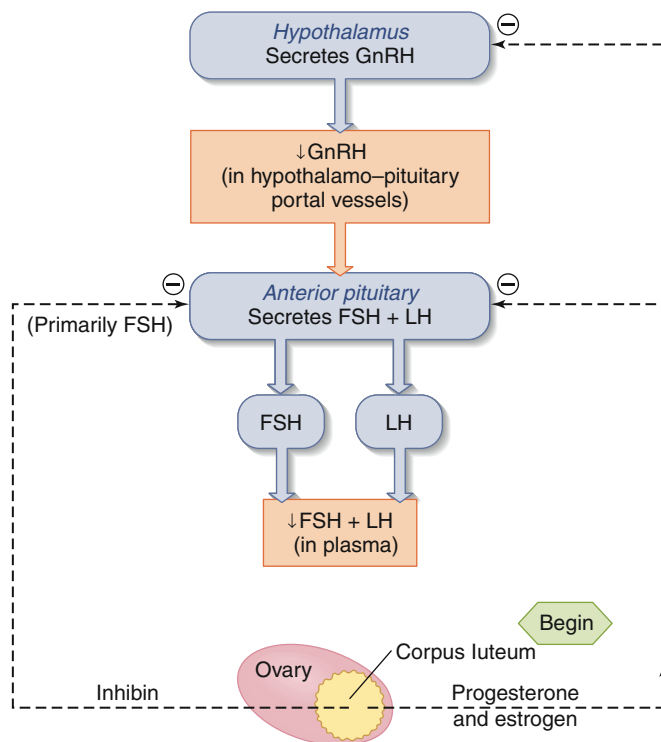 Hypothalamus
Secretes GnRH
↓GnRH
(in hypothalamo–pituitary
portal vessels)
Anterior pituitary
Secretes FSH + LH
(Primarily FSH)
FSH
LH
↓FSH + LH
(in plasma)
Begin
Ovary
Corpus luteum
Inhibin
Progesterone
and estrogen